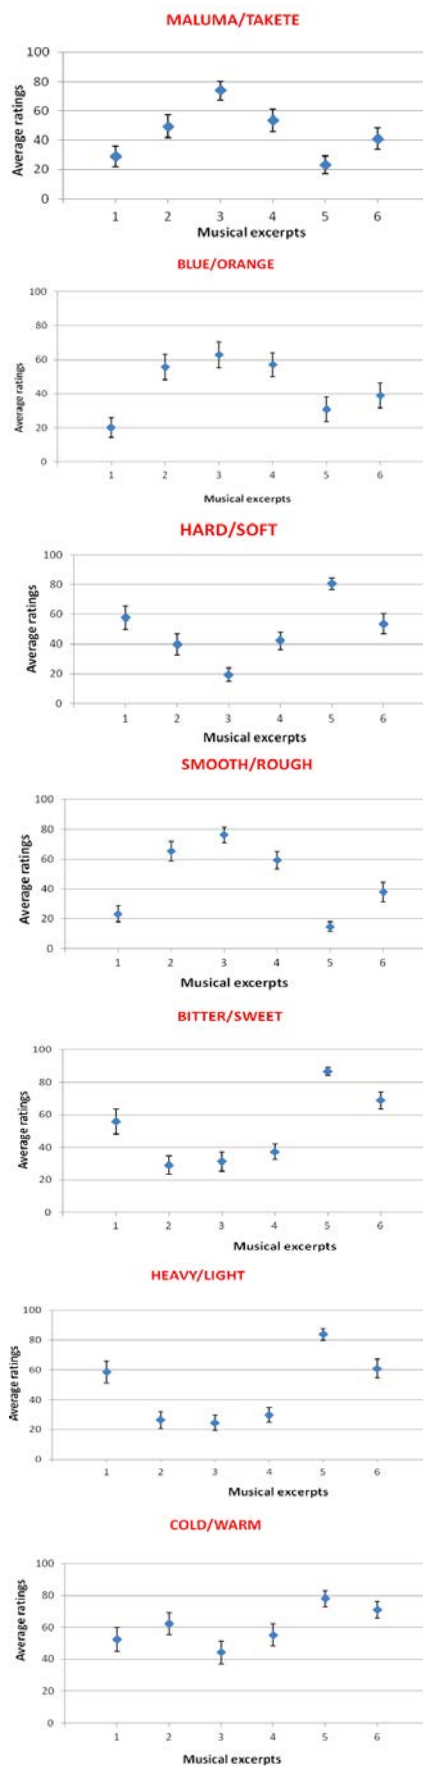 MALUMA/TAKETE
100
80
60
40
20
0
Average ratings
1 2 3 4 5 6
Musical excerpts
BLUE/ORANGE
100
80
60
40
20
0
Average ratings
1 2 3 4 5 6
Musical excerpts
HARD/SOFT
100
80
60
40
20
0
Average ratings
1 2 3 4 5 6
Musical excerpts
SMOOTH/ROUGH
100
80
60
40
20
0
Average ratings
1 2 3 4 5 6
Musical excerpts
BITTER/SWEET
100
80
60
40
20
0
Average ratings
1 2 3 4 5 6
Musical excerpts
HEAVY/LIGHT
100
80
60
40
20
0
Average ratings
1 2 3 4 5 6
Musical excerpts
COLD/WARM
100
80
60
40
20
0
Average ratings
1 2 3 4 5 6
Musical excerpts